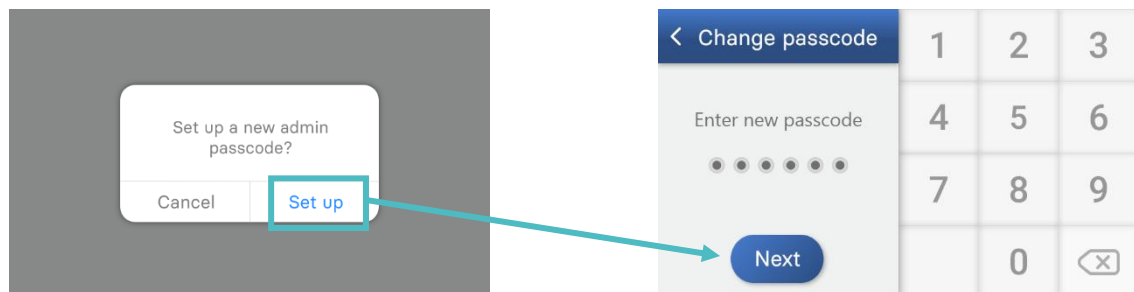 Set up a new admin
passcode?
Cancel
Set up
< Change passcode
Enter new passcode
Next
1 2 3
4 5 6
7 8 9
0